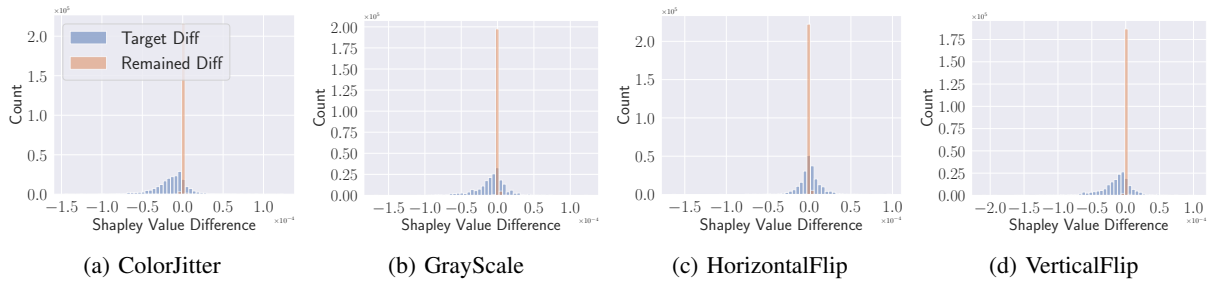 ×10⁵
2.0
1.5
1.0
0.5
0.0
Count
Target Diff
Remained Diff
−1.5 −1.0 −0.5 0.0 0.5 1.0
×10⁻⁴
Shapley Value Difference
(a) ColorJitter
2.00
1.75
1.50
1.25
1.00
0.75
0.50
0.25
0.00
Count
−1.5 −1.0 −0.5 0.0 0.5 1.0
×10⁻⁴
Shapley Value Difference
(b) GrayScale
×10⁵
2.0
1.5
1.0
0.5
0.0
Count
−1.5 −1.0 −0.5 0.0 0.5 1.0
×10⁻⁴
Shapley Value Difference
(c) HorizontalFlip
1.75
1.50
1.25
1.00
0.75
0.50
0.25
0.00
Count
−2.0 −1.5 −1.0 −0.5 0.0 0.5 1.0
×10⁻⁴
Shapley Value Difference
(d) VerticalFlip